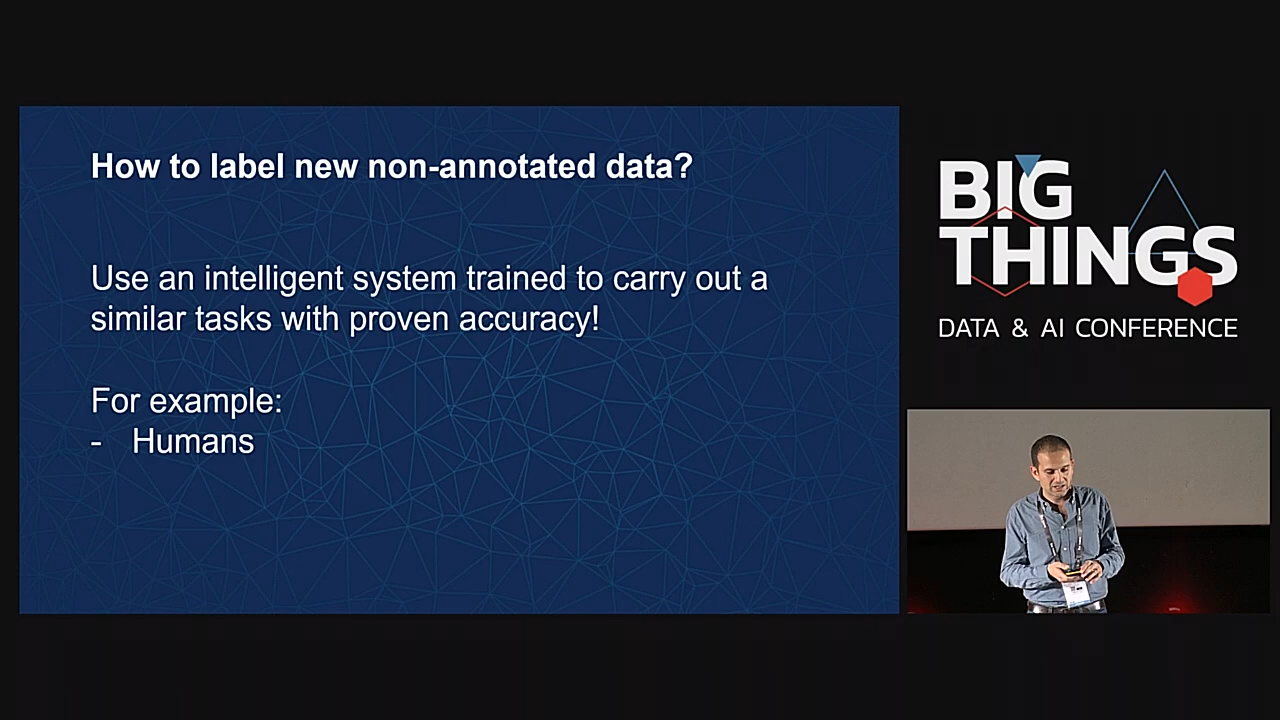 How to label new non-annotated data?
Use an intelligent system trained to carry out a
similar tasks with proven accuracy!
For example:
- Humans
BIG
THINGS
DATA & AI CONFERENCE